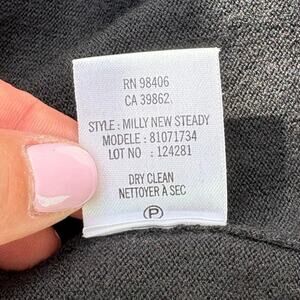 RN 98406
CA 39862
STYLE : MILLY NEW STEADY
MODELE : 81071734
LOT NO : 124281
DRY CLEAN
NETTOYER À SEC
P